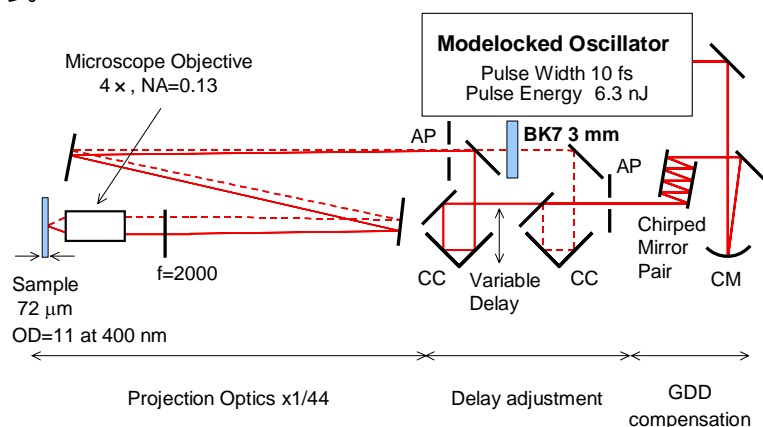 Modelocked Oscillator
Pulse Width 10 fs
Pulse Energy 6.3 nJ
Microscope Objective
4 ×, NA=0.13
AP
BK7 3 mm
AP
Chirped
Mirror
Pair
CM
CC
Variable
Delay
CC
f=2000
Sample
72 μm
OD=11 at 400 nm
Projection Optics x1/44
Delay adjustment
GDD
compensation